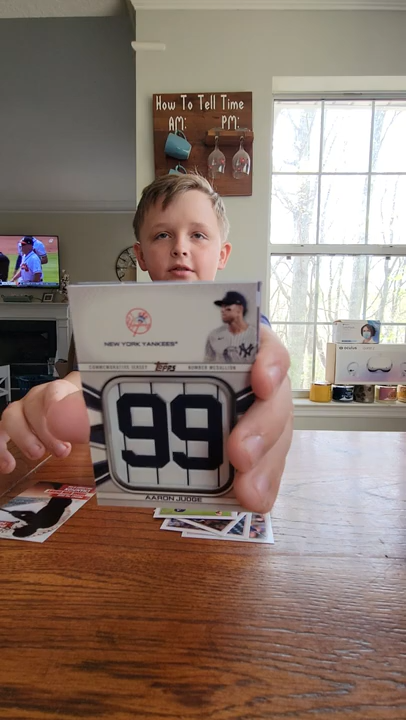 How To Tell Time
AM: PM:
NEW YORK YANKEES
COMMEMORATIVE JERSEY Topps NUMBER MEDALLION
99
AARON JUDGE